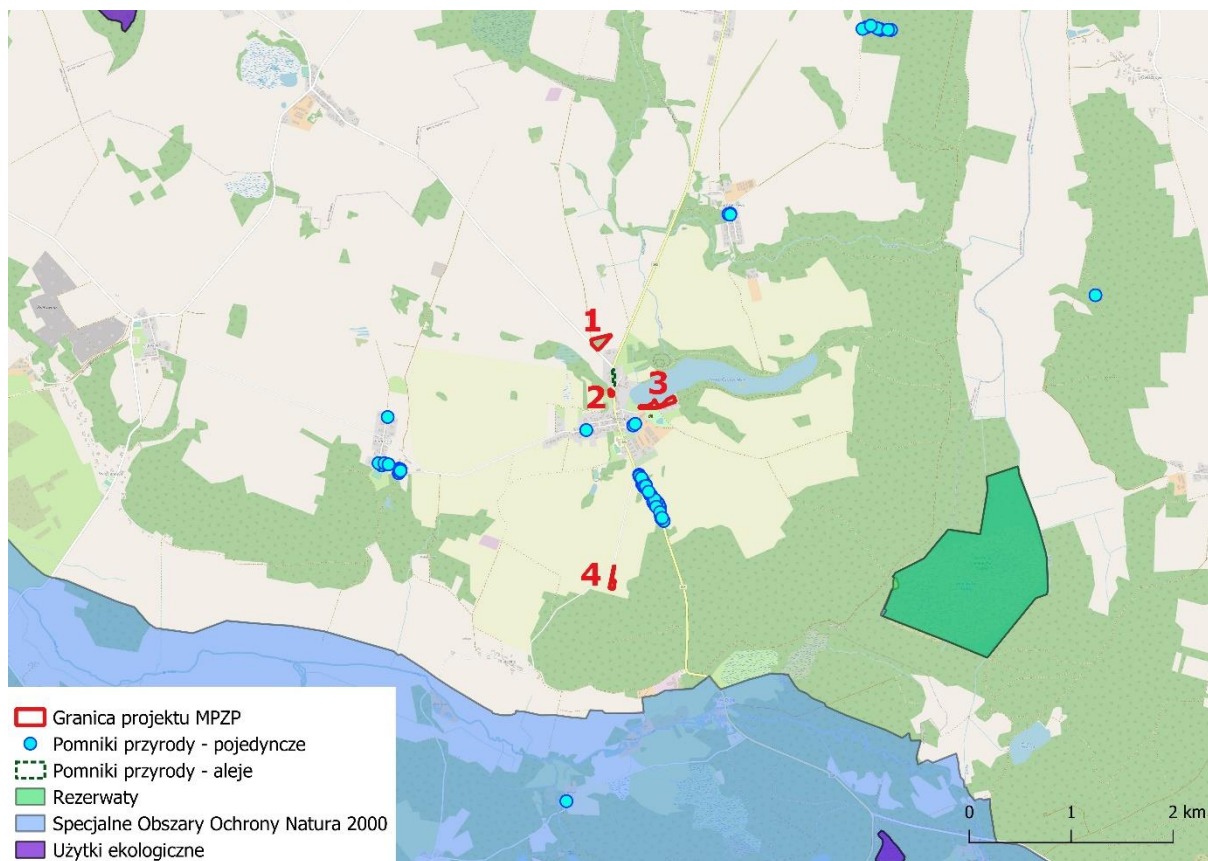 1
2
3
4
Granica projektu MPZP
Pomniki przyrody - pojedyncze
Pomniki przyrody - aleje
Rezerwaty
Specjalne Obszary Ochrony Natura 2000
Użytki ekologiczne
0 1 2 km